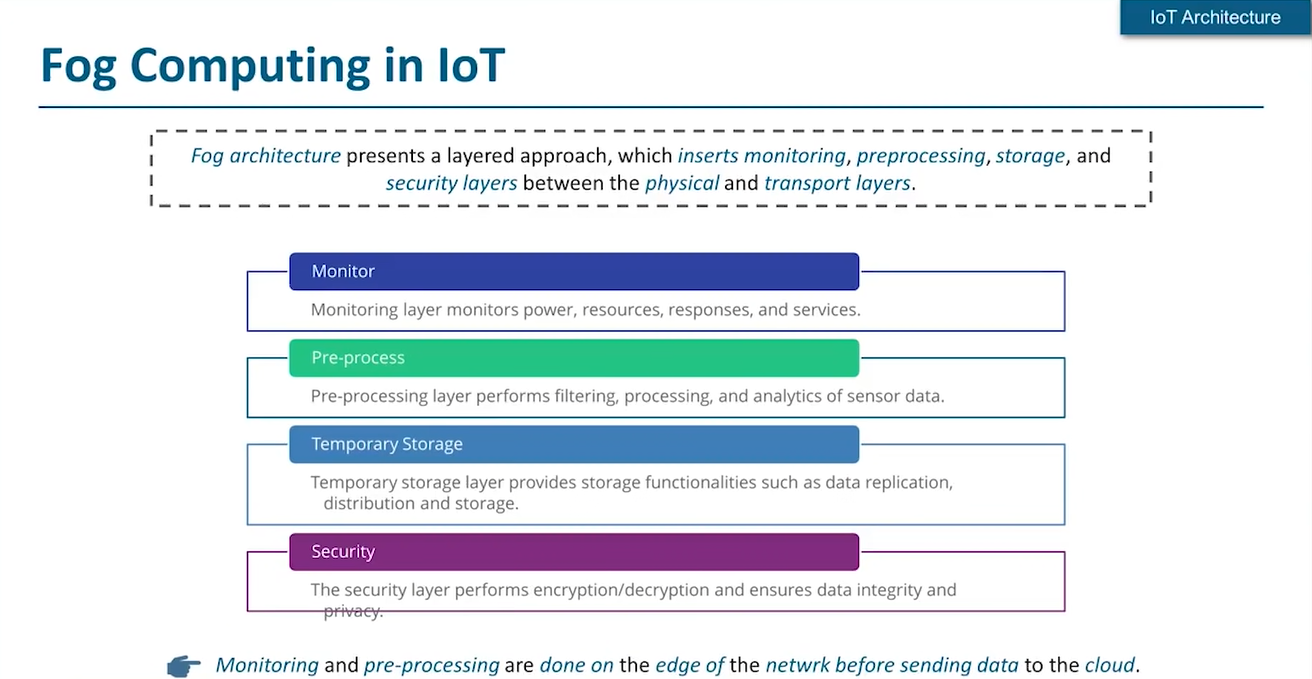 IoT Architecture
Fog Computing in IoT
Fog architecture presents a layered approach, which inserts monitoring, preprocessing, storage, and
security layers between the physical and transport layers.
Monitor
Monitoring layer monitors power, resources, responses, and services.
Pre-process
Pre-processing layer performs filtering, processing, and analytics of sensor data.
Temporary Storage
Temporary storage layer provides storage functionalities such as data replication,
distribution and storage.
Security
The security layer performs encryption/decryption and ensures data integrity and
privacy.
Monitoring and pre-processing are done on the edge of the netwrk before sending data to the cloud.